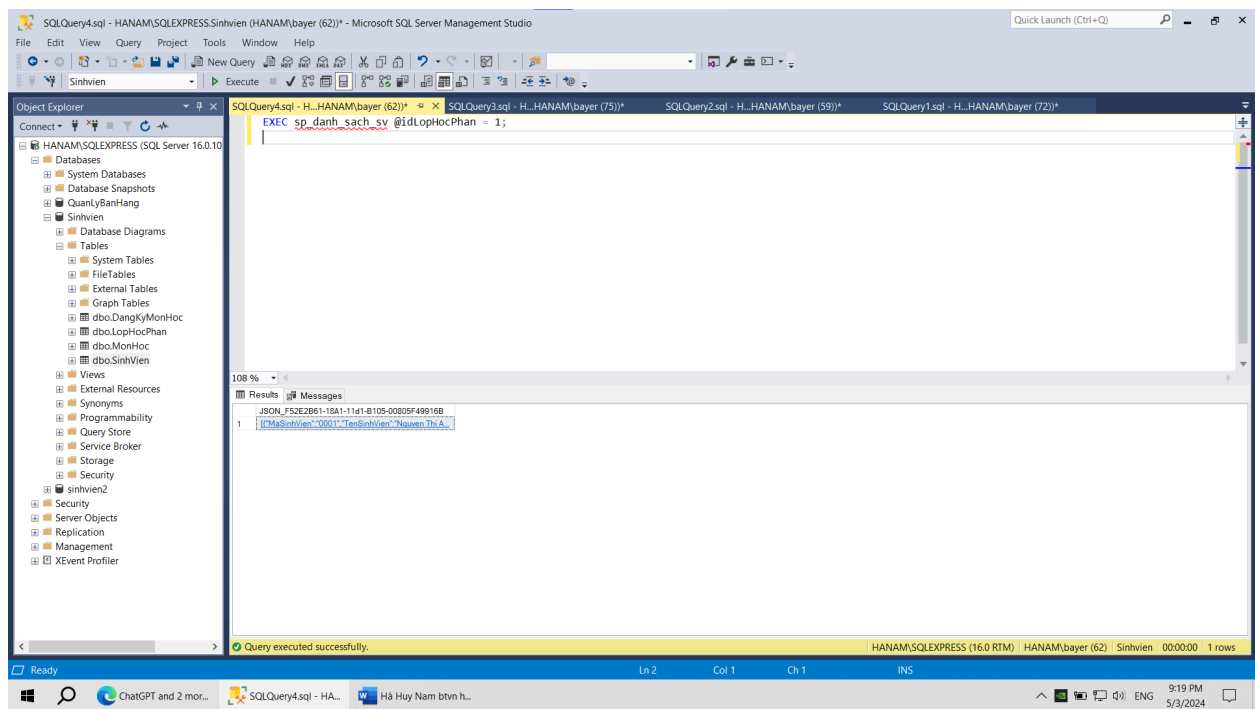 SQLQuery4.sql - HANAM\SQLEXPRESS.Sinhvien (HANAM\bayer (62))* - Microsoft SQL Server Management Studio
Quick Launch (Ctrl+Q)
File Edit View Query Project Tools Window Help
New Query MDX DMX XMLA DAX
Sinhvien Execute
Object Explorer
SQLQuery4.sql - H...HANAM\bayer (62))* SQLQuery3.sql - H...HANAM\bayer (75))* SQLQuery2.sql - H...HANAM\bayer (59))* SQLQuery1.sql - H...HANAM\bayer (72))*
Connect
EXEC sp_danh_sach_sv @idLopHocPhan = 1;
HANAM\SQLEXPRESS (SQL Server 16.0.10
Databases
System Databases
Database Snapshots
QuanLyBanHang
Sinhvien
Database Diagrams
Tables
System Tables
FileTables
External Tables
Graph Tables
dbo.DangKyMonHoc
dbo.LopHocPhan
dbo.MonHoc
dbo.SinhVien
Views
External Resources
Synonyms
Programmability
Query Store
Service Broker
Storage
Security
sinhvien2
Security
Server Objects
Replication
Management
XEvent Profiler
108 %
Results Messages
JSON_F52E2B61-18A1-11d1-B105-00805F49916B
1 [{"MaSinhVien":"0001","TenSinhVien":"Nguyen Thi A...
Query executed successfully.
HANAM\SQLEXPRESS (16.0 RTM) HANAM\bayer (62) Sinhvien 00:00:00 1 rows
Ready Ln 2 Col 1 Ch 1 INS
ChatGPT and 2 mor... SQLQuery4.sql - HA... Hà Huy Nam btvn h...
ENG
9:19 PM
5/3/2024